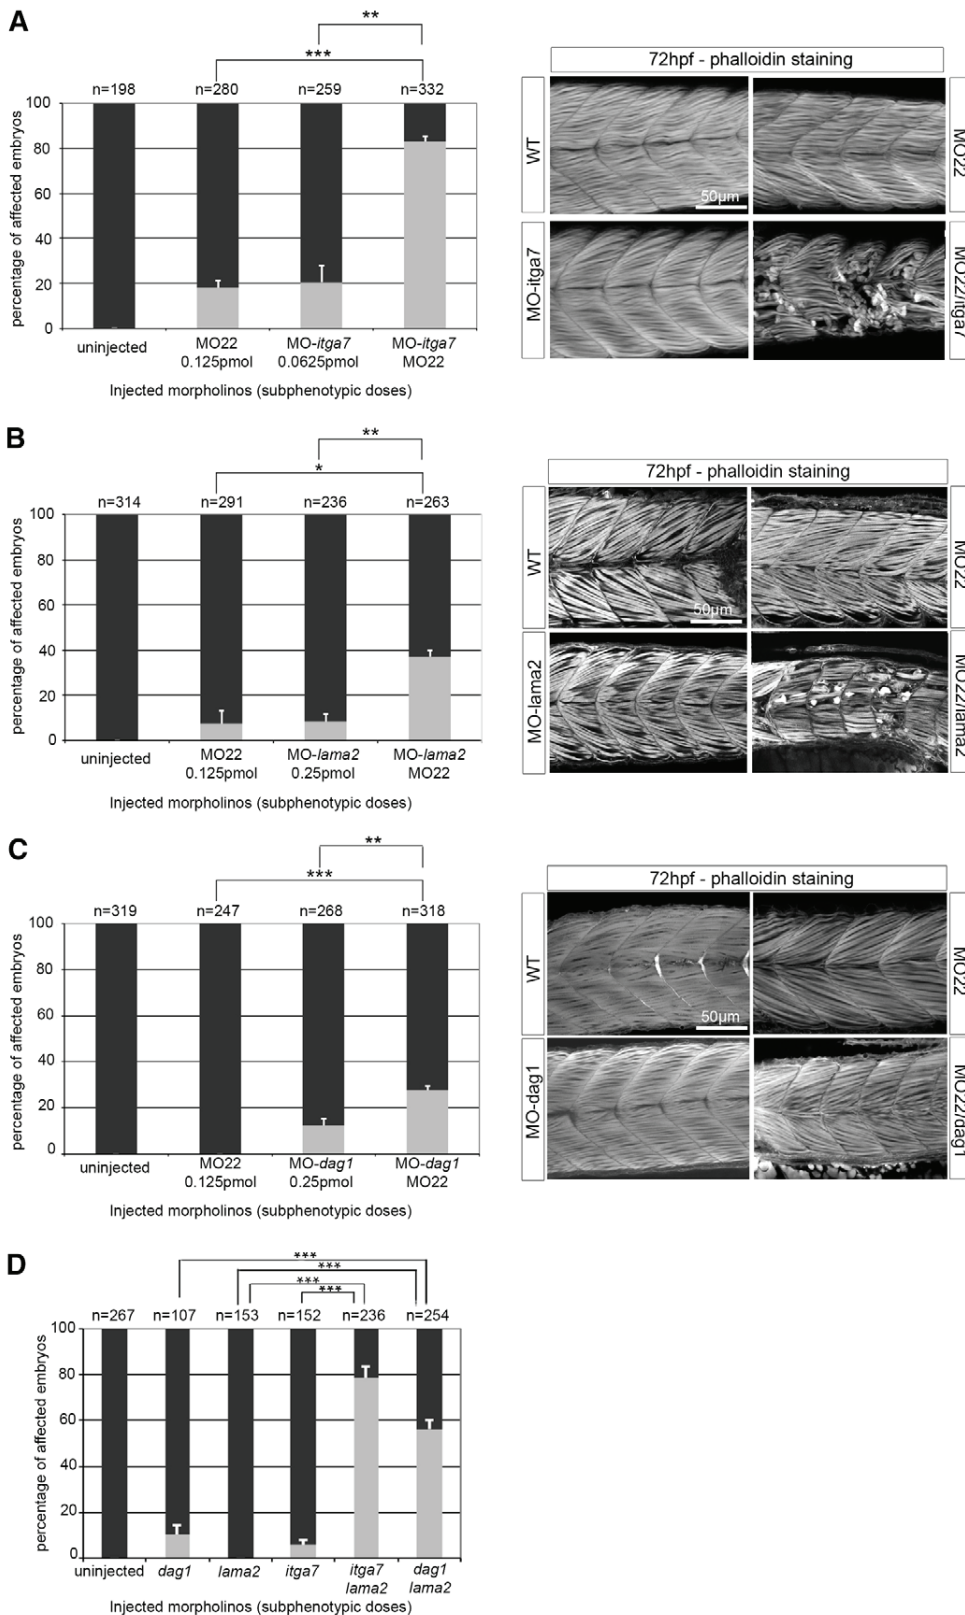 A
**
***
n=198 n=280 n=259 n=332
100
80
60
40
20
0
percentage of affected embryos
uninjected
MO22
0.125pmol
MO-itga7
0.0625pmol
MO-itga7
MO22
Injected morpholinos (subphenotypic doses)
72hpf - phalloidin staining
WT
MO22
50µm
MO-itga7
MO22/itga7
B
**
*
n=314 n=291 n=236 n=263
100
80
60
40
20
0
percentage of affected embryos
uninjected
MO22
0.125pmol
MO-lama2
0.25pmol
MO-lama2
MO22
Injected morpholinos (subphenotypic doses)
72hpf - phalloidin staining
WT
MO22
50µm
MO-lama2
MO22/lama2
C
**
***
n=319 n=247 n=268 n=318
100
80
60
40
20
0
percentage of affected embryos
uninjected
MO22
0.125pmol
MO-dag1
0.25pmol
MO-dag1
MO22
Injected morpholinos (subphenotypic doses)
72hpf - phalloidin staining
WT
MO22
50µm
MO-dag1
MO22/dag1
D
***
***
***
***
n=267 n=107 n=153 n=152 n=236 n=254
100
80
60
40
20
0
percentage of affected embryos
uninjected
dag1
lama2
itga7
itga7
lama2
dag1
lama2
Injected morpholinos (subphenotypic doses)